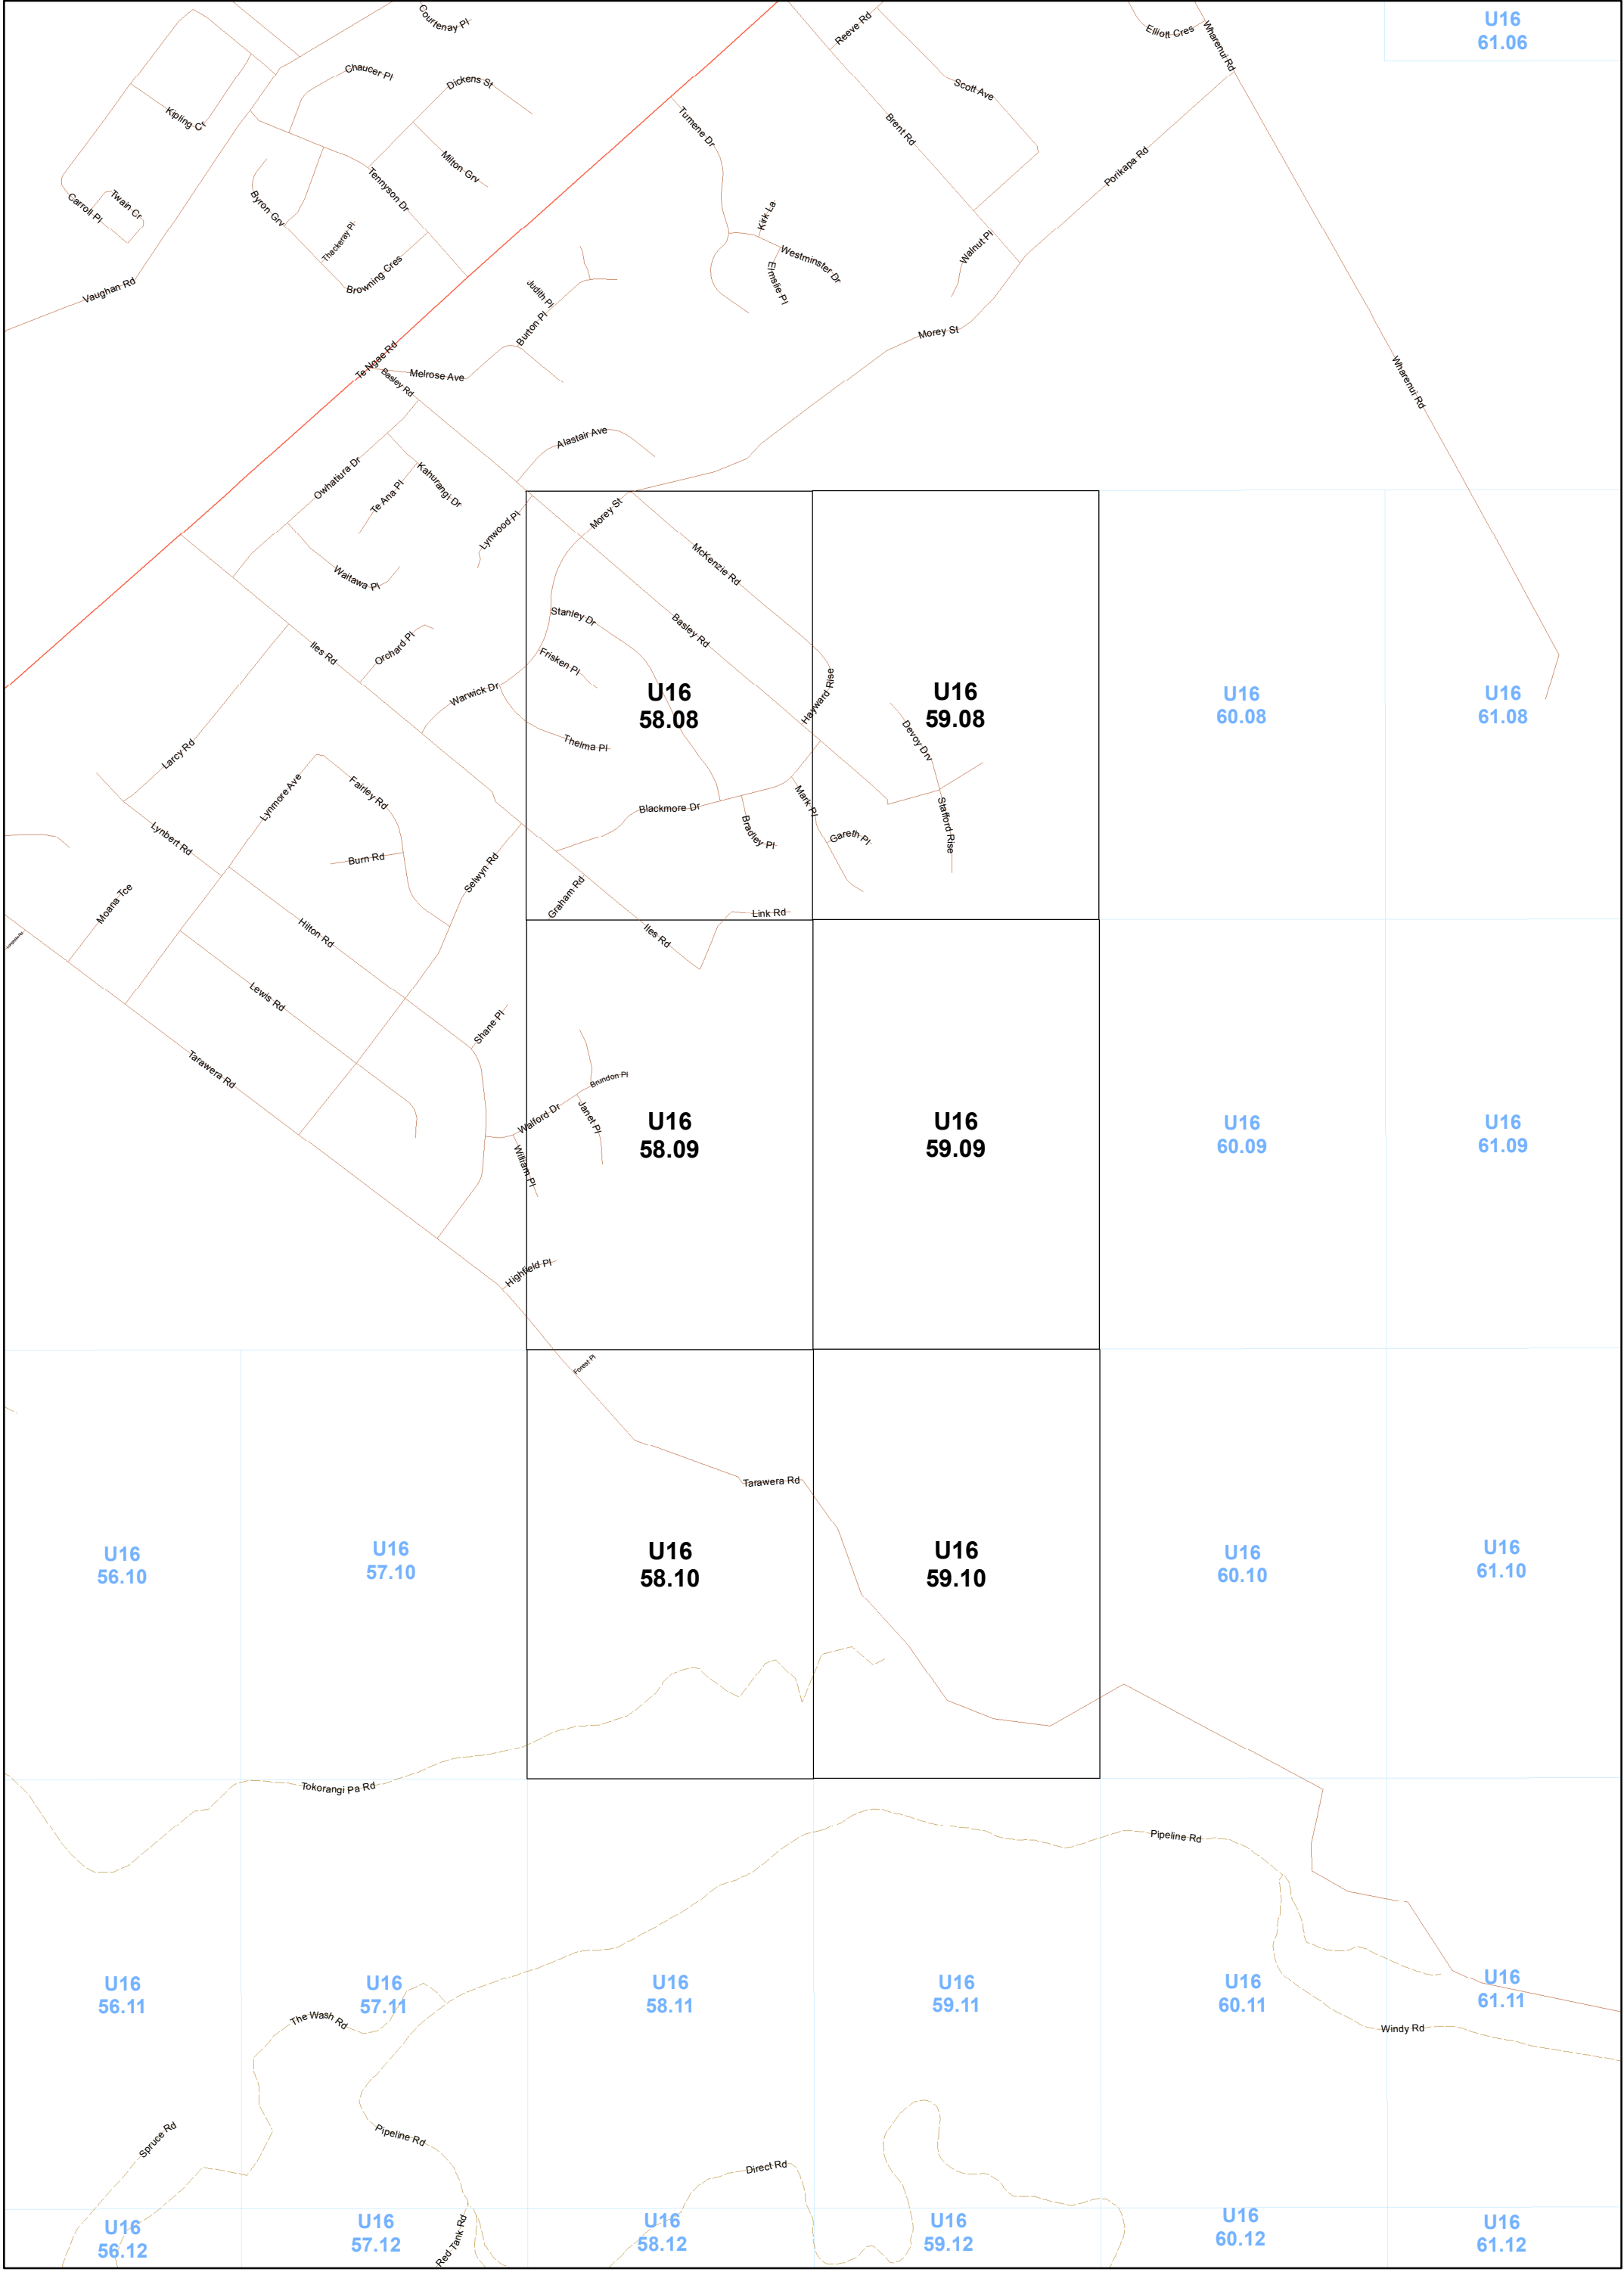 Courtenay Pl
Reeve Rd
Elliott Cres
Wharenui Rd
U16
61.06
Chaucer Pl
Dickens St
Scott Ave
Kipling Cr
Tumene Dr
Brent Rd
Milton Grv
Porikapa Rd
Tennyson Dr
Carroll Pl
Twain Cr
Byron Grv
Thackeray Pl
Kirk La
Westminster Dr
Walnut Pl
Elmslie Pl
Browning Cres
Vaughan Rd
Judith Pl
Burton Pl
Morey St
Te Ngae Rd
Basley Rd
Melrose Ave
Wharenui Rd
Alastair Ave
Owhatiura Dr
Te Ana Pl
Kahurangi Dr
Lynwood Pl
Morey St
McKenzie Rd
Waitawa Pl
Stanley Dr
Basley Rd
Iles Rd
Orchard Pl
Frisken Pl
Warwick Dr
U16
58.08
Hayward Rise
U16
59.08
U16
60.08
U16
61.08
Larcy Rd
Thelma Pl
Devoy Drv
Lynmore Ave
Fairley Rd
Blackmore Dr
Mark Pl
Stafford Rise
Lynbert Rd
Bradley Pl
Gareth Pl
Burn Rd
Selwyn Rd
Moana Tce
Graham Rd
Link Rd
Hilton Rd
Iles Rd
Lewis Rd
Shane Pl
Tarawera Rd
Brundon Pl
Walford Dr
Janet Pl
William Pl
U16
58.09
U16
59.09
U16
60.09
U16
61.09
Highfield Pl
Forest Pl
Tarawera Rd
U16
56.10
U16
57.10
U16
58.10
U16
59.10
U16
60.10
U16
61.10
Tokorangi Pa Rd
Pipeline Rd
U16
56.11
U16
57.11
U16
58.11
U16
59.11
U16
60.11
U16
61.11
The Wash Rd
Windy Rd
Spruce Rd
Pipeline Rd
Direct Rd
Red Tank Rd
U16
56.12
U16
57.12
U16
58.12
U16
59.12
U16
60.12
U16
61.12